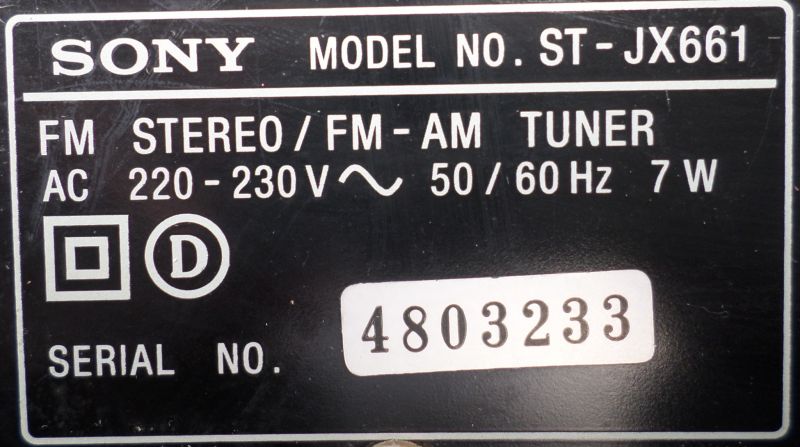 SONY MODEL NO. ST-JX661
FM STEREO / FM-AM TUNER
AC 220-230V ~ 50/60Hz 7W
D
SERIAL NO. 4803233